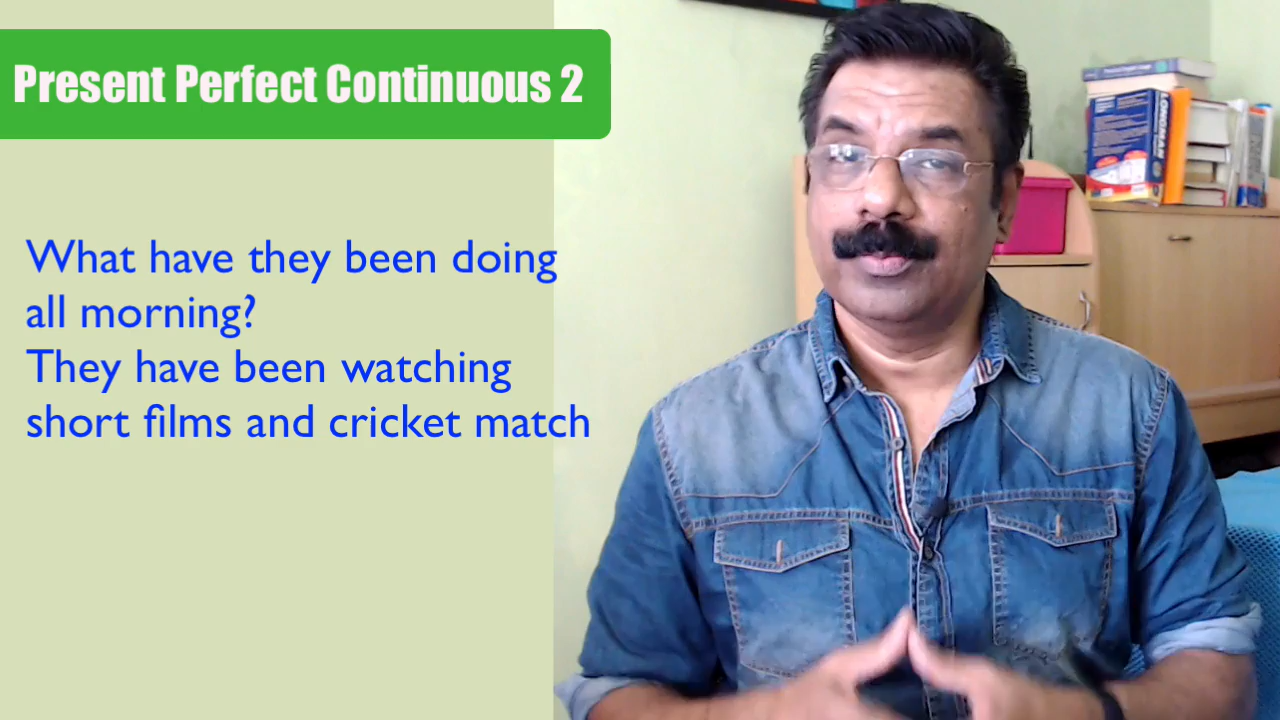 Present Perfect Continuous 2
What have they been doing
all morning?
They have been watching
short films and cricket match
LONGMAN